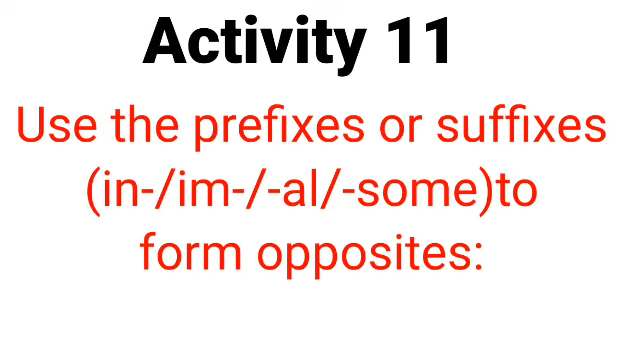 Activity 11
Use the prefixes or suffixes
(in-/im-/-al/-some)to
form opposites: